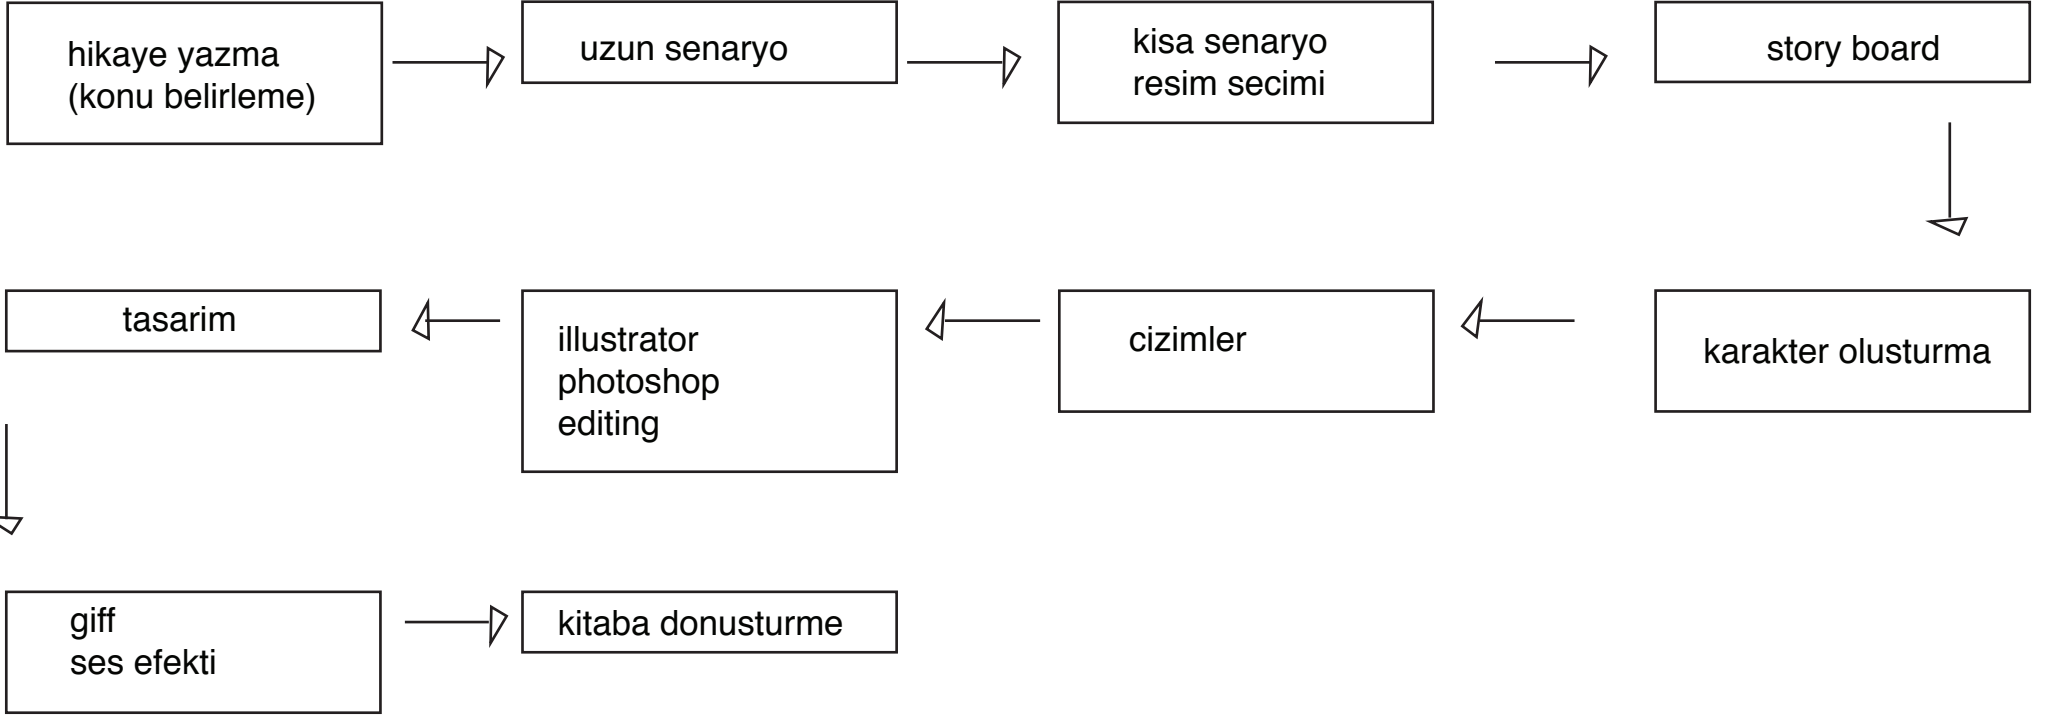 hikaye yazma
(konu belirleme)
uzun senaryo
kisa senaryo
resim secimi
story board
karakter olusturma
cizimler
illustrator
photoshop
editing
tasarim
giff
ses efekti
kitaba donusturme